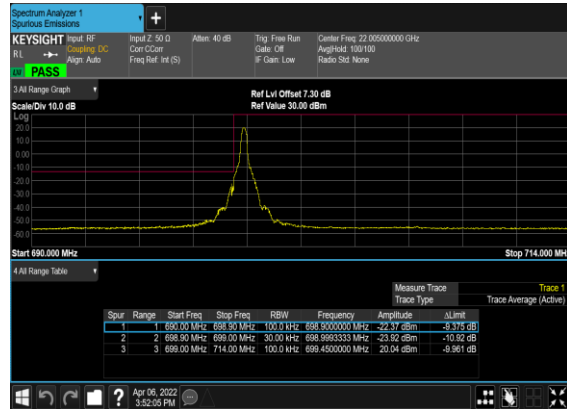 Spectrum Analyzer 1
Spurious Emissions
KEYSIGHT Input: RF Input Z: 50 Ω Atten: 40 dB Trig: Free Run Center Freq: 22.005000000 GHz
RL Coupling: DC Corr CCorr Gate: Off Avg|Hold: 100/100
Align: Auto Freq Ref: Int (S) IF Gain: Low Radio Std: None
PASS
3 All Range Graph
Ref Lvl Offset 7.30 dB
Scale/Div 10.0 dB Ref Value 30.00 dBm
Log
20.0
10.0
0.00
-10.0
-20.0
-30.0
-40.0
-50.0
-60.0
Start 690.000 MHz Stop 714.000 MH
4 All Range Table
Measure Trace Trace 1
Trace Type Trace Average (Active)
Spur Range Start Freq Stop Freq RBW Frequency Amplitude ΔLimit
1 1 690.00 MHz 698.90 MHz 100.0 kHz 698.9000000 MHz -22.37 dBm -9.375 dB
2 2 698.90 MHz 699.00 MHz 30.00 kHz 698.9993333 MHz -23.92 dBm -10.92 dB
3 3 699.00 MHz 714.00 MHz 100.0 kHz 699.4500000 MHz 20.04 dBm -9.961 dB
Apr 06, 2022
3:52:05 PM